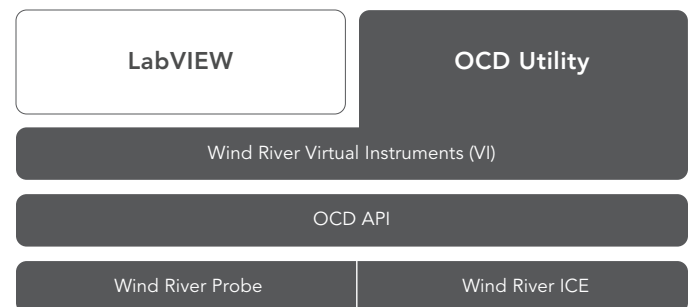 LabVIEW
OCD Utility
Wind River Virtual Instruments (VI)
OCD API
Wind River Probe
Wind River ICE